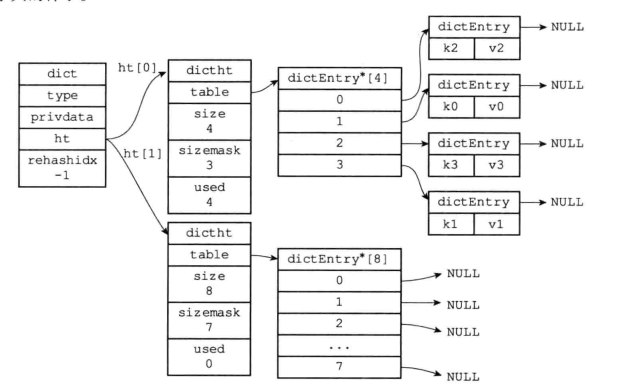 dict
type
privdata
ht
rehashidx
-1
ht[0]
ht[1]
dictht
table
size
4
sizemask
3
used
4
dictEntry*[4]
0
1
2
3
dictEntry
k2 v2
NULL
dictEntry
k0 v0
NULL
dictEntry
k3 v3
NULL
dictEntry
k1 v1
NULL
dictht
table
size
8
sizemask
7
used
0
dictEntry*[8]
0
1
2
...
7
NULL
NULL
NULL
NULL